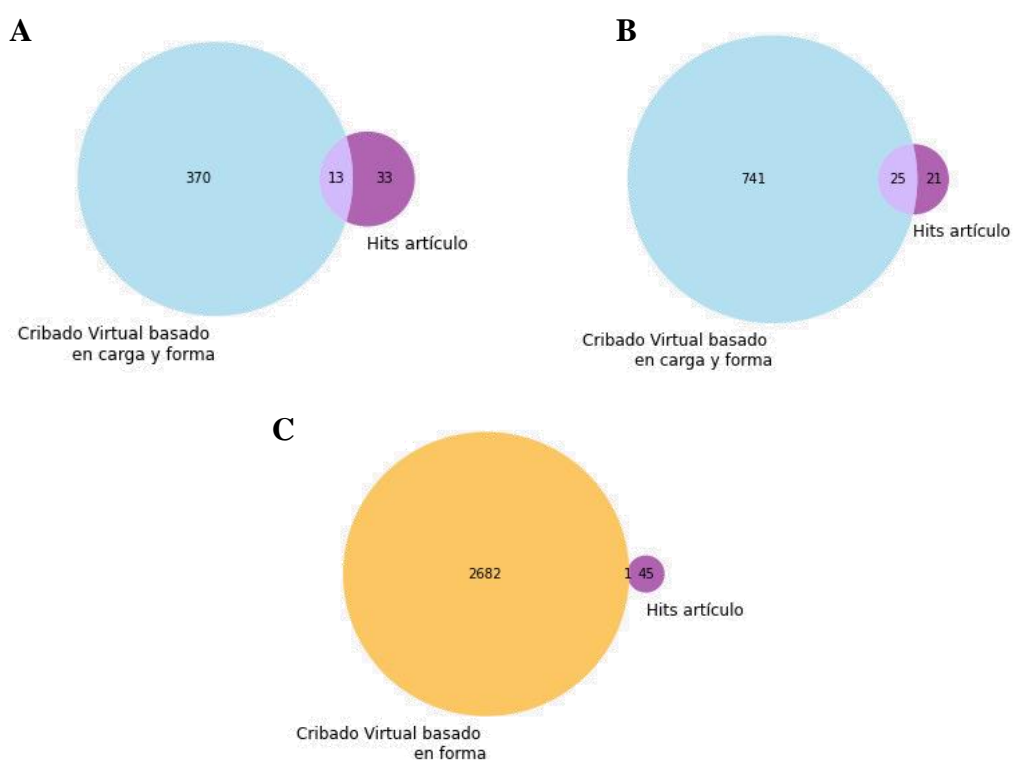 A
370
13
33
Hits artículo
Cribado Virtual basado
en carga y forma
B
741
25
21
Hits artículo
Cribado Virtual basado
en carga y forma
C
2682
1
45
Hits artículo
Cribado Virtual basado
en forma